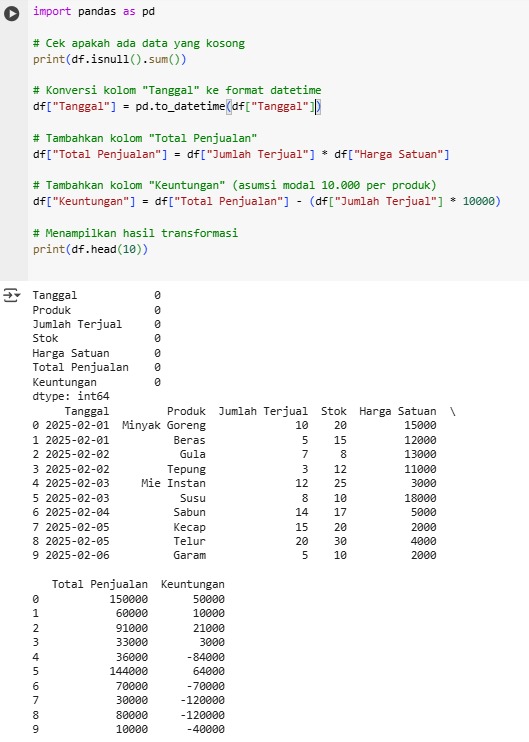 import pandas as pd
# Cek apakah ada data yang kosong
print(df.isnull().sum())
# Konversi kolom "Tanggal" ke format datetime
df["Tanggal"] = pd.to_datetime(df["Tanggal"])
# Tambahkan kolom "Total Penjualan"
df["Total Penjualan"] = df["Jumlah Terjual"] * df["Harga Satuan"]
# Tambahkan kolom "Keuntungan" (asumsi modal 10.000 per produk)
df["Keuntungan"] = df["Total Penjualan"] - (df["Jumlah Terjual"] * 10000)
# Menampilkan hasil transformasi
print(df.head(10))
Tanggal 0
Produk 0
Jumlah Terjual 0
Stok 0
Harga Satuan 0
Total Penjualan 0
Keuntungan 0
dtype: int64
Tanggal Produk Jumlah Terjual Stok Harga Satuan \
0 2025-02-01 Minyak Goreng 10 20 15000
1 2025-02-01 Beras 5 15 12000
2 2025-02-02 Gula 7 8 13000
3 2025-02-02 Tepung 3 12 11000
4 2025-02-03 Mie Instan 12 25 3000
5 2025-02-03 Susu 8 10 18000
6 2025-02-04 Sabun 14 17 5000
7 2025-02-05 Kecap 15 20 2000
8 2025-02-05 Telur 20 30 4000
9 2025-02-06 Garam 5 10 2000
Total Penjualan Keuntungan
0 150000 50000
1 60000 10000
2 91000 21000
3 33000 3000
4 36000 -84000
5 144000 64000
6 70000 -70000
7 30000 -120000
8 80000 -120000
9 10000 -40000